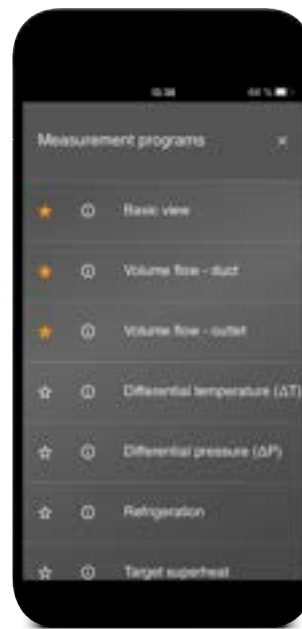 Measurement programs ×
Basic view
Volume flow - duct
Volume flow - outlet
Differential temperature (ΔT)
Differential pressure (ΔP)
Refrigeration
Target superheat